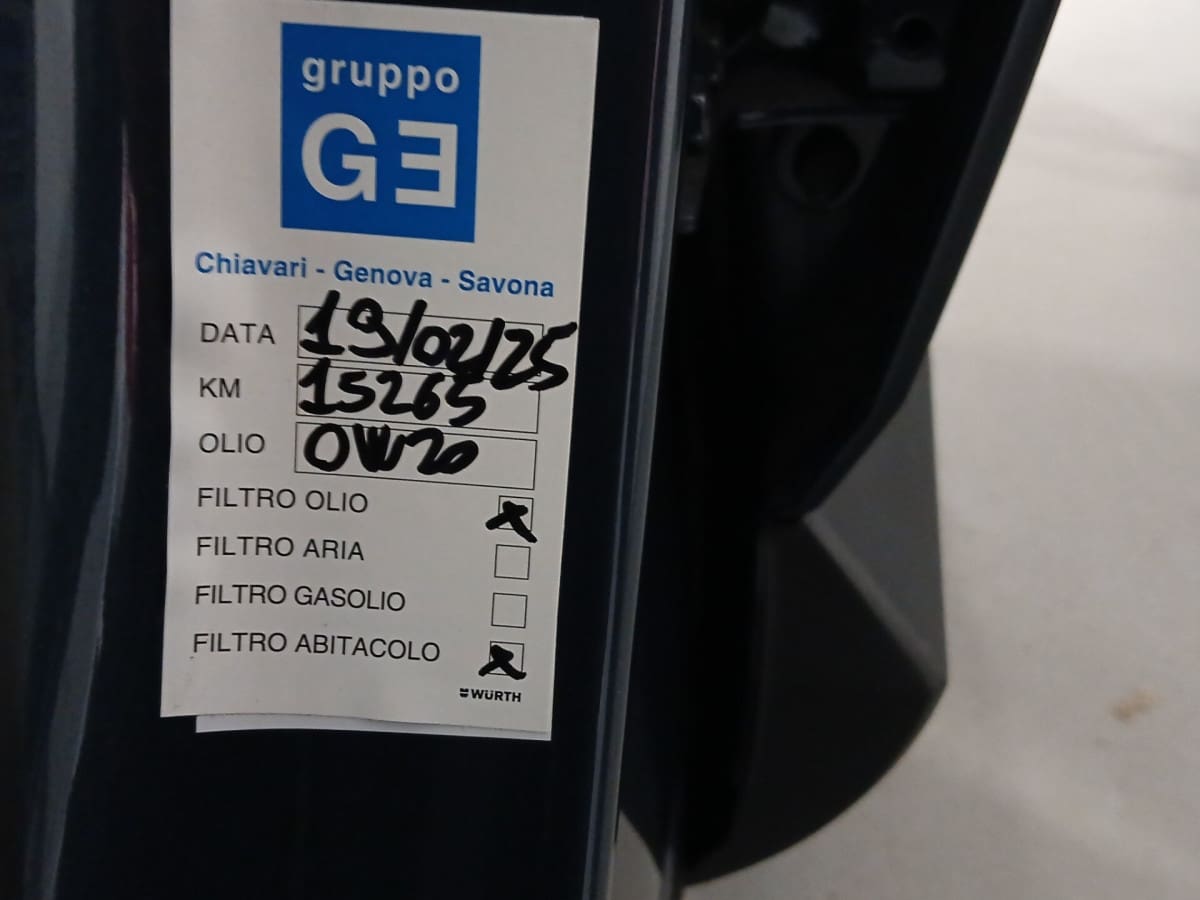 gruppo
GE
Chiavari - Genova - Savona
DATA 19/02/25
KM 15265
OLIO 0W20
FILTRO OLIO
FILTRO ARIA
FILTRO GASOLIO
FILTRO ABITACOLO
WÜRTH